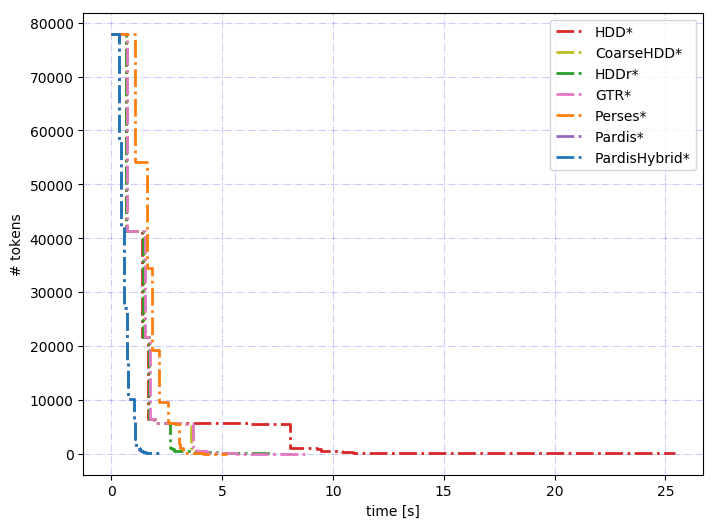 80000
70000
60000
50000
40000
30000
20000
10000
0
# tokens
0 5 10 15 20 25
time [s]
HDD*
CoarseHDD*
HDDr*
GTR*
Perses*
Pardis*
PardisHybrid*